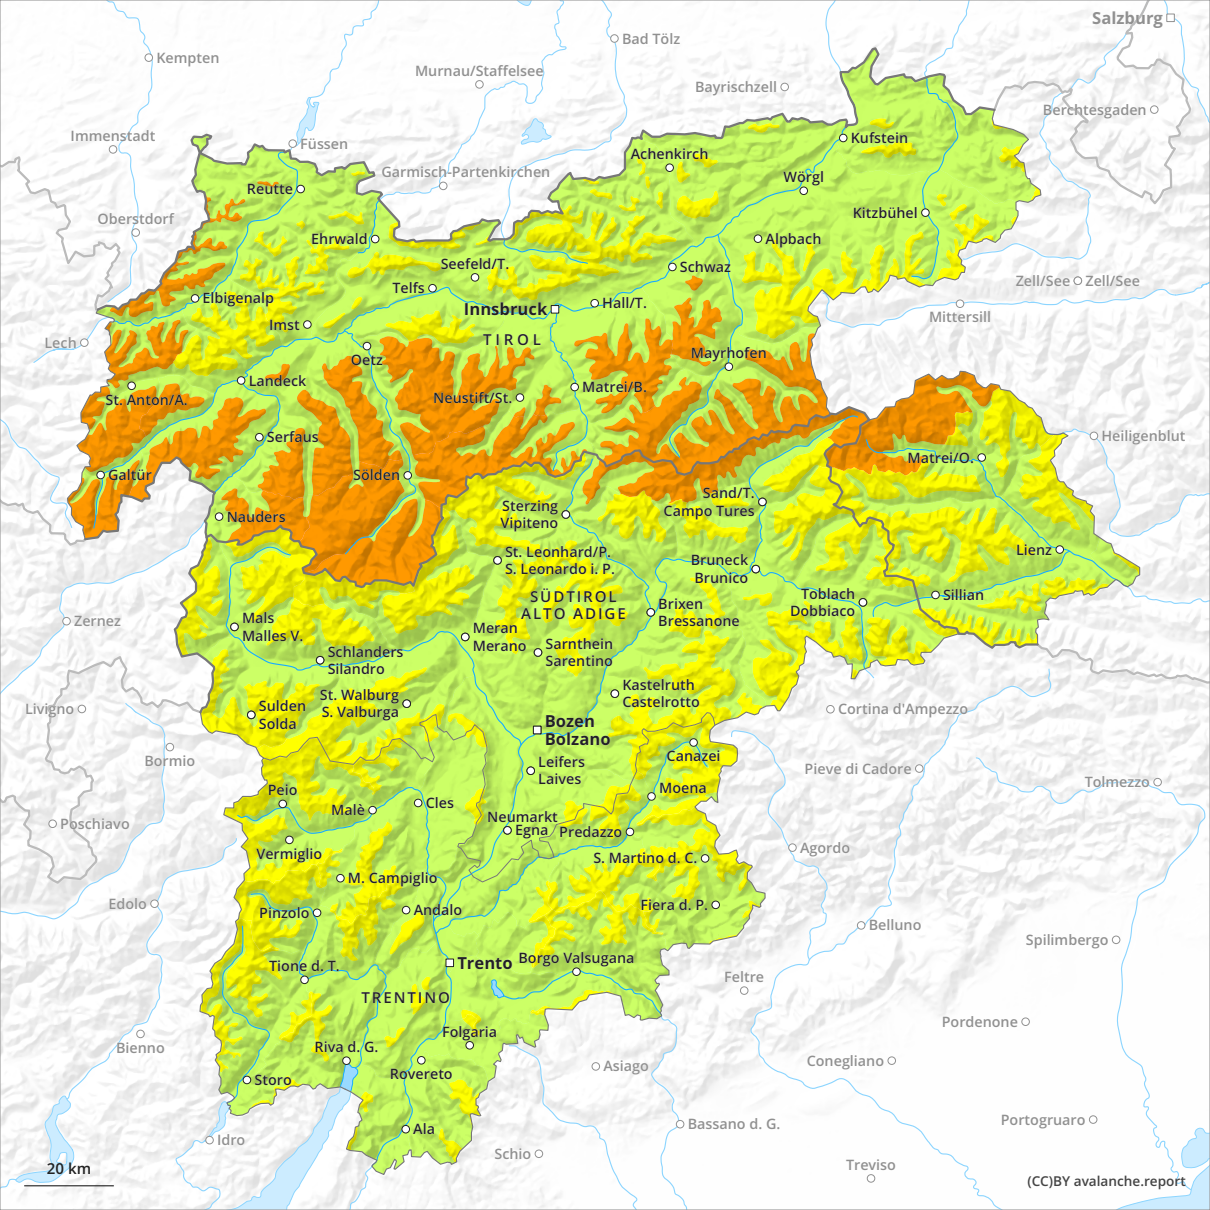 Salzburg
Bad Tölz
Kempten
Murnau/Staffelsee
Bayrischzell
Berchtesgaden
Immenstadt
Füssen
Kufstein
Achenkirch
Garmisch-Partenkirchen
Wörgl
Reutte
Oberstdorf
Kitzbühel
Ehrwald
Alpbach
Seefeld/T.
Schwaz
Zell/See
Zell/See
Telfs
Elbigenalp
Hall/T.
Innsbruck
Mittersill
Imst
TIROL
Lech
Mayrhofen
Oetz
Landeck
Matrei/B.
St. Anton/A.
Neustift/St.
Serfaus
Heiligenblut
Matrei/O.
Galtür
Sölden
Sand/T.
Campo Tures
Sterzing
Vipiteno
Nauders
Lienz
St. Leonhard/P.
S. Leonardo i. P.
Bruneck
Brunico
SÜDTIROL
ALTO ADIGE
Toblach
Dobbiaco
Sillian
Brixen
Bressanone
Zernez
Mals
Malles V.
Meran
Merano
Sarnthein
Sarentino
Schlanders
Silandro
Kastelruth
Castelrotto
St. Walburg
S. Valburga
Sulden
Solda
Livigno
Cortina d'Ampezzo
Bozen
Bolzano
Bormio
Canazei
Leifers
Laives
Pieve di Cadore
Tolmezzo
Peio
Moena
Malè
Cles
Neumarkt
Egna
Predazzo
Poschiavo
Vermiglio
Agordo
S. Martino d. C.
M. Campiglio
Edolo
Pinzolo
Andalo
Fiera d. P.
Belluno
Spilimbergo
Borgo Valsugana
Trento
Tione d. T.
Feltre
TRENTINO
Pordenone
Folgaria
Bienno
Riva d. G.
Conegliano
Asiago
Rovereto
Storo
Portogruaro
Bassano d. G.
Ala
Idro
Schio
Treviso
20 km
(CC)BY avalanche.report